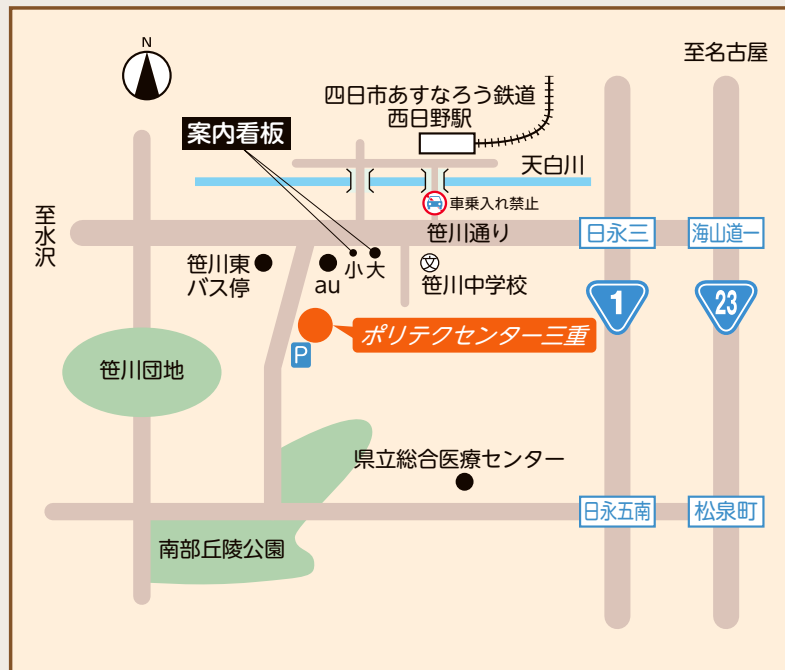 N
至名古屋
四日市あすなろう鉄道
西日野駅
案内看板
天白川
車乗入れ禁止
至水沢
笹川通り
日永三
海山道一
笹川東
バス停
au
小
大
文
笹川中学校
1
23
P
ポリテクセンター三重
笹川団地
県立総合医療センター
日永五南
松泉町
南部丘陵公園